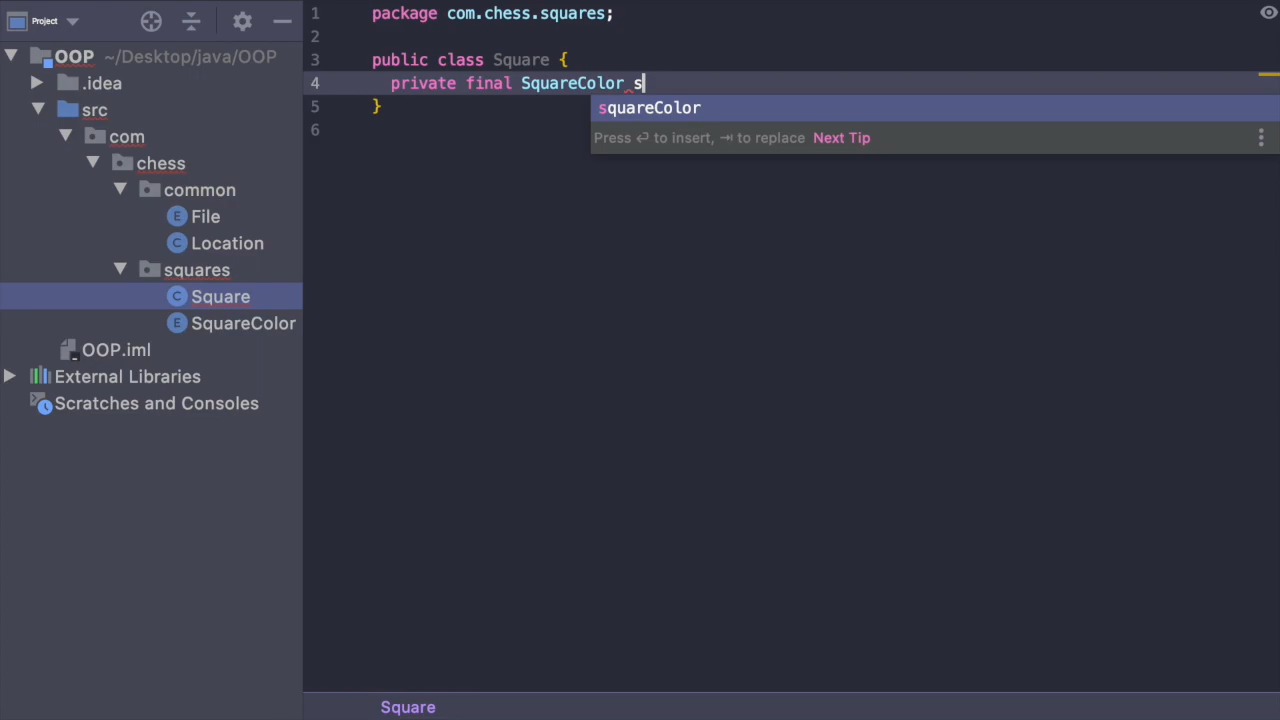 Project
OOP ~/Desktop/java/OOP
.idea
src
com
chess
common
E File
C Location
squares
C Square
E SquareColor
OOP.iml
External Libraries
Scratches and Consoles
1 package com.chess.squares;
2
3 public class Square {
4 private final SquareColor s
5 }
6
squareColor
Press ⏎ to insert, ⇥ to replace Next Tip
Square